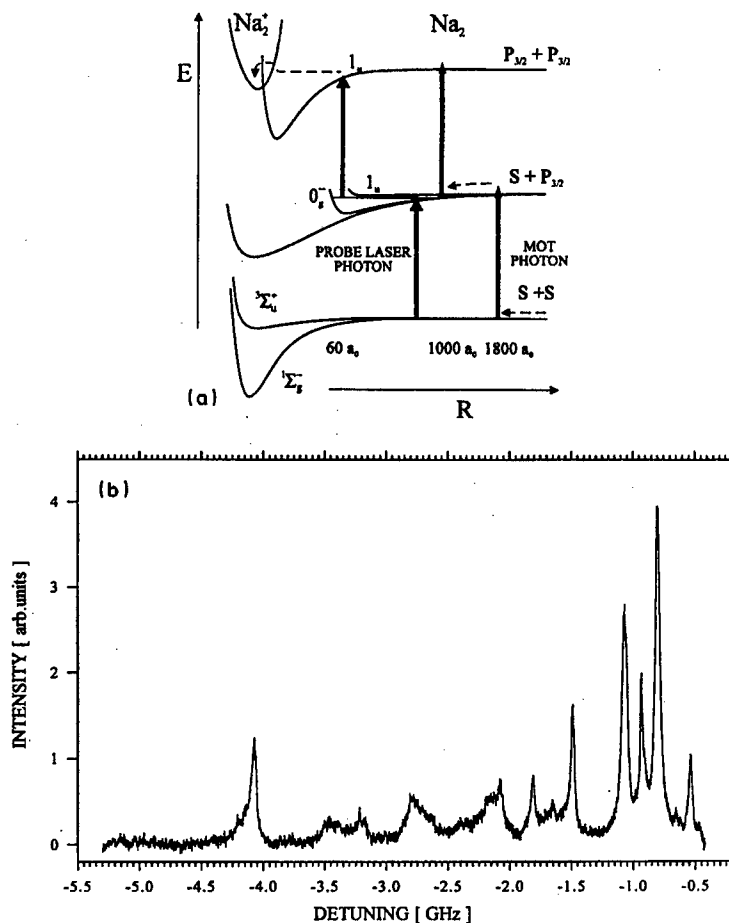 Na₂⁺
Na₂
E
1ᵤ
P₃/₂ + P₃/₂
1ᵤ
S + P₃/₂
0g⁻
PROBE LASER
PHOTON
MOT
PHOTON
³Σᵤ⁺
S +S
60 a₀
1000 a₀
1800 a₀
¹Σg⁻
(a)
R
(b)
4
3
2
1
0
INTENSITY [ arb.units ]
-5.5
-5.0
-4.5
-4.0
-3.5
-3.0
-2.5
-2.0
-1.5
-1.0
-0.5
DETUNING [ GHz ]